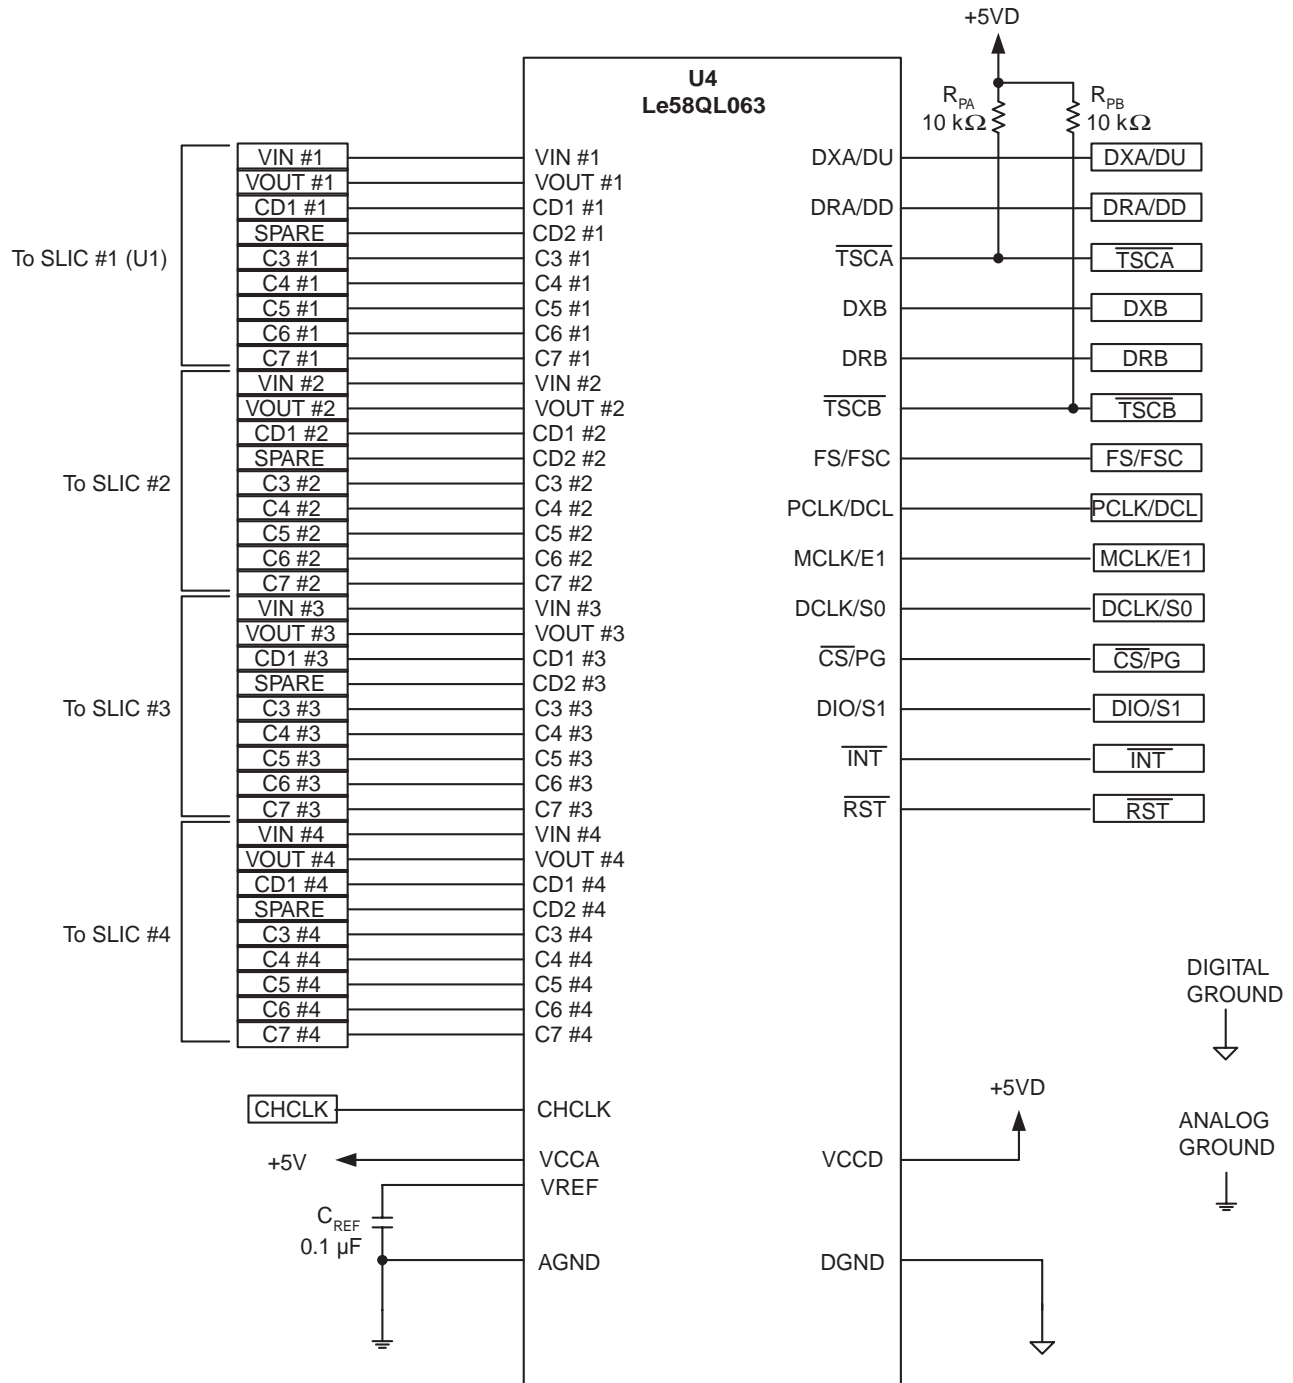 +5VD
U4
Le58QL063
R PA
10 kΩ
R PB
10 kΩ
To SLIC #1 (U1)
VIN #1 VIN #1
VOUT #1 VOUT #1
CD1 #1 CD1 #1
SPARE CD2 #1
C3 #1 C3 #1
C4 #1 C4 #1
C5 #1 C5 #1
C6 #1 C6 #1
C7 #1 C7 #1
To SLIC #2
VIN #2 VIN #2
VOUT #2 VOUT #2
CD1 #2 CD1 #2
SPARE CD2 #2
C3 #2 C3 #2
C4 #2 C4 #2
C5 #2 C5 #2
C6 #2 C6 #2
C7 #2 C7 #2
To SLIC #3
VIN #3 VIN #3
VOUT #3 VOUT #3
CD1 #3 CD1 #3
SPARE CD2 #3
C3 #3 C3 #3
C4 #3 C4 #3
C5 #3 C5 #3
C6 #3 C6 #3
C7 #3 C7 #3
To SLIC #4
VIN #4 VIN #4
VOUT #4 VOUT #4
CD1 #4 CD1 #4
SPARE CD2 #4
C3 #4 C3 #4
C4 #4 C4 #4
C5 #4 C5 #4
C6 #4 C6 #4
C7 #4 C7 #4
CHCLK CHCLK
+5V VCCA
VREF
C REF
0.1 µF
AGND
DXA/DU DXA/DU
DRA/DD DRA/DD
TSCA TSCA
DXB DXB
DRB DRB
TSCB TSCB
FS/FSC FS/FSC
PCLK/DCL PCLK/DCL
MCLK/E1 MCLK/E1
DCLK/S0 DCLK/S0
CS/PG CS/PG
DIO/S1 DIO/S1
INT INT
RST RST
+5VD
VCCD
DGND
DIGITAL
GROUND
ANALOG
GROUND